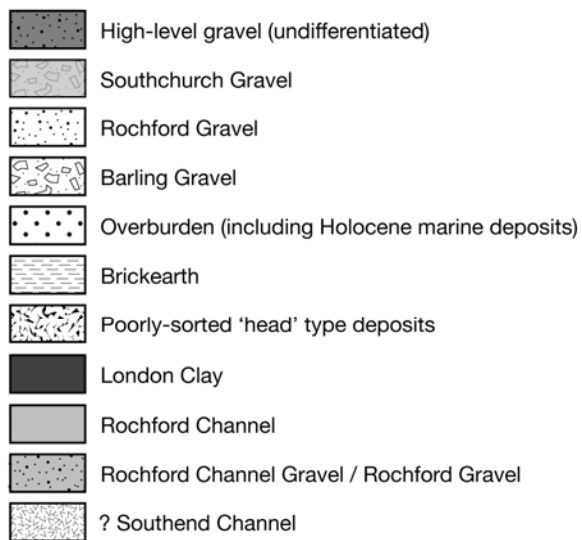 High-level gravel (undifferentiated)
Southchurch Gravel
Rochford Gravel
Barling Gravel
Overburden (including Holocene marine deposits)
Brickearth
Poorly-sorted ‘head’ type deposits
London Clay
Rochford Channel
Rochford Channel Gravel / Rochford Gravel
? Southend Channel